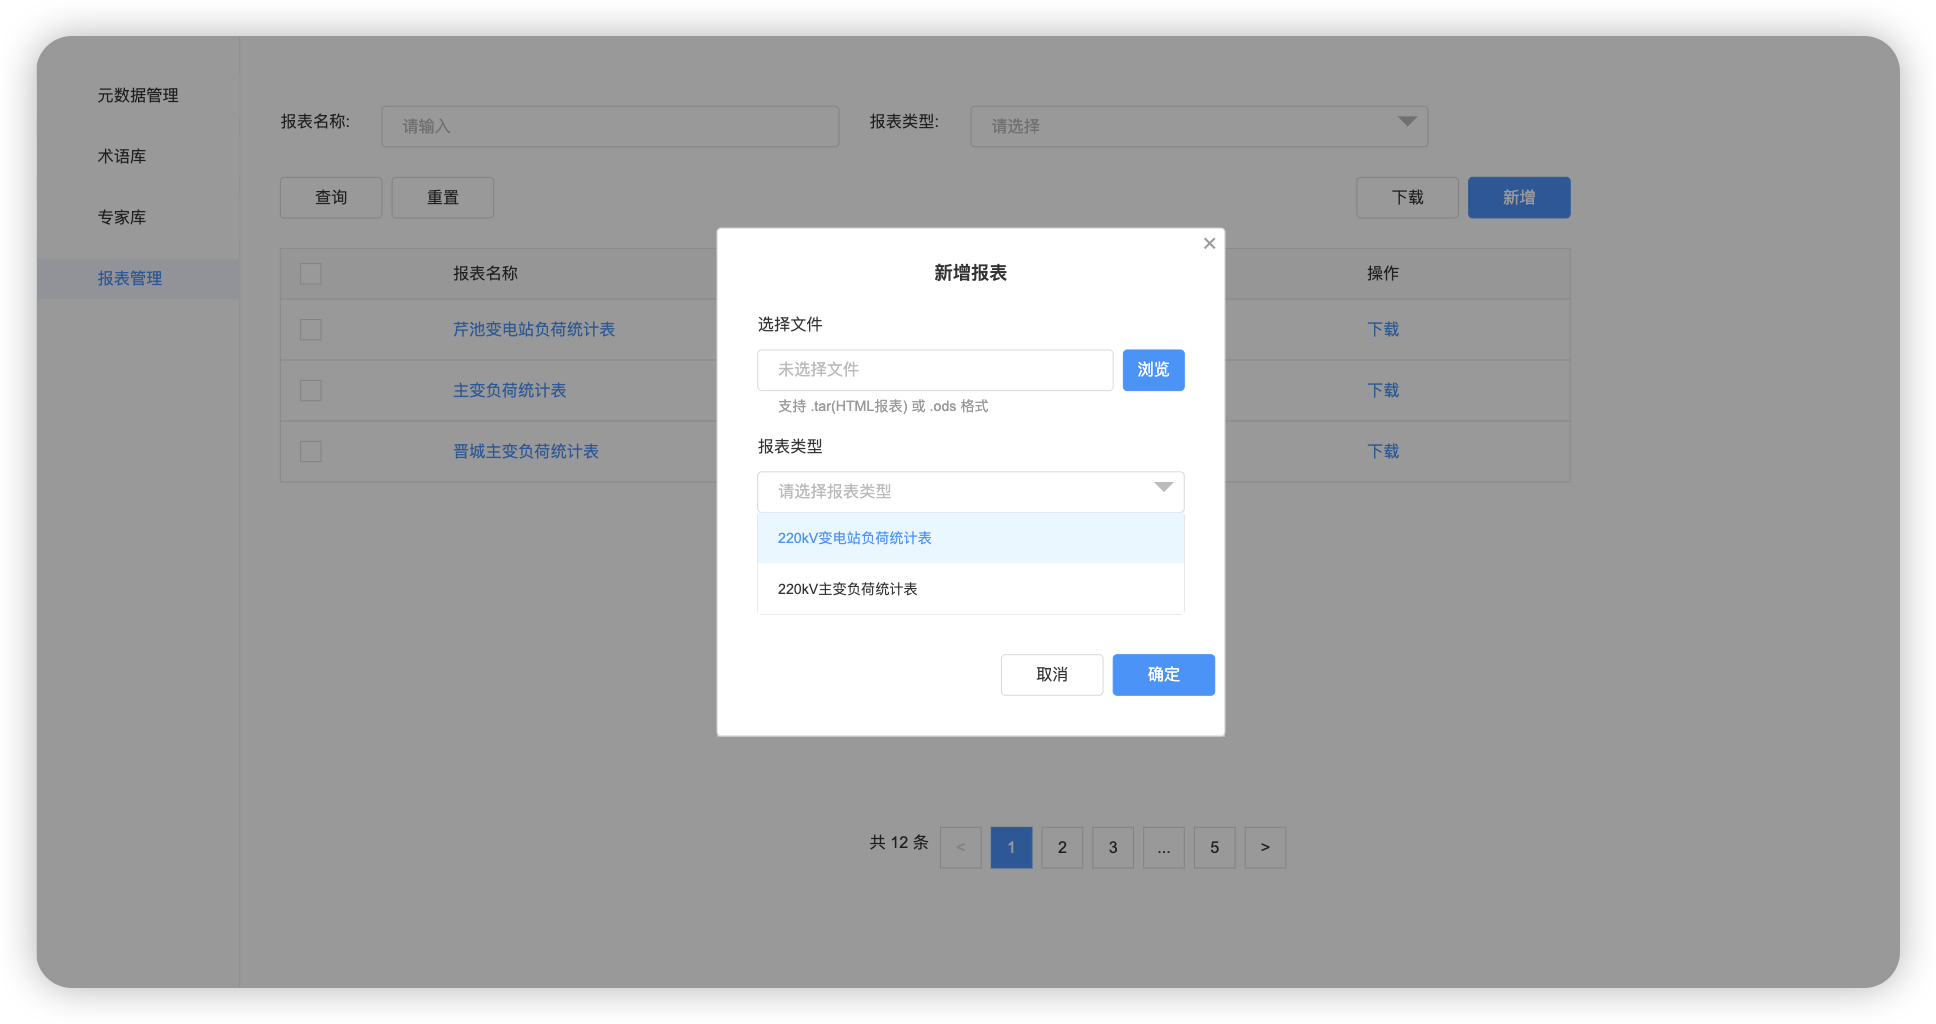 元数据管理
术语库
专家库
报表管理
报表名称:
请输入
报表类型:
请选择
查询
重置
下载
新增
报表名称
操作
芹池变电站负荷统计表
下载
主变负荷统计表
下载
晋城主变负荷统计表
下载
×
新增报表
选择文件
未选择文件
浏览
支持 .tar(HTML报表) 或 .ods 格式
报表类型
请选择报表类型
220kV变电站负荷统计表
220kV主变负荷统计表
取消
确定
共 12 条
<
1
2
3
...
5
>